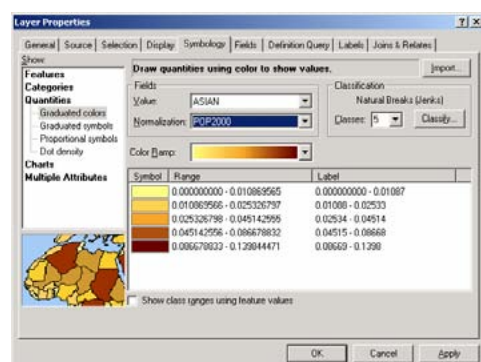 Layer Properties
General Source Selection Display Symbology Fields Definition Query Labels Joins & Relates
Show:
Features
Categories
Quantities
Graduated colors
Graduated symbols
Proportional symbols
Dot density
Charts
Multiple Attributes
Draw quantities using color to show values.
Import...
Fields
Value: ASIAN
Normalization: POP2000
Classification
Natural Breaks (Jenks)
Classes: 5 Classify...
Color Ramp:
Symbol Range Label
0.000000000 - 0.010869565 0.000000000 - 0.01087
0.010869566 - 0.025326797 0.01088 - 0.02533
0.025326798 - 0.045142555 0.02534 - 0.04514
0.045142556 - 0.086678832 0.04515 - 0.08668
0.086678833 - 0.139844471 0.08669 - 0.1398
Show class ranges using feature values
OK Cancel Apply